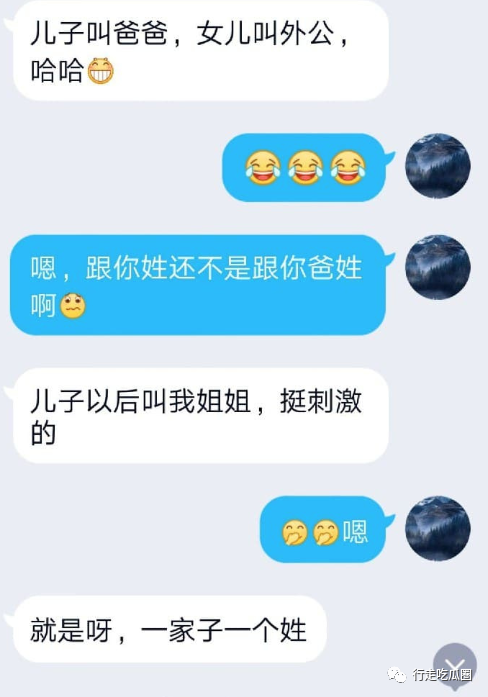 儿子叫爸爸，女儿叫外公，
哈哈😁
😂😂😂
嗯，跟你姓还不是跟你爸姓
啊😟
儿子以后叫我姐姐，挺刺激
的
🤭🤭嗯
就是呀，一家子一个姓
行走吃瓜圈